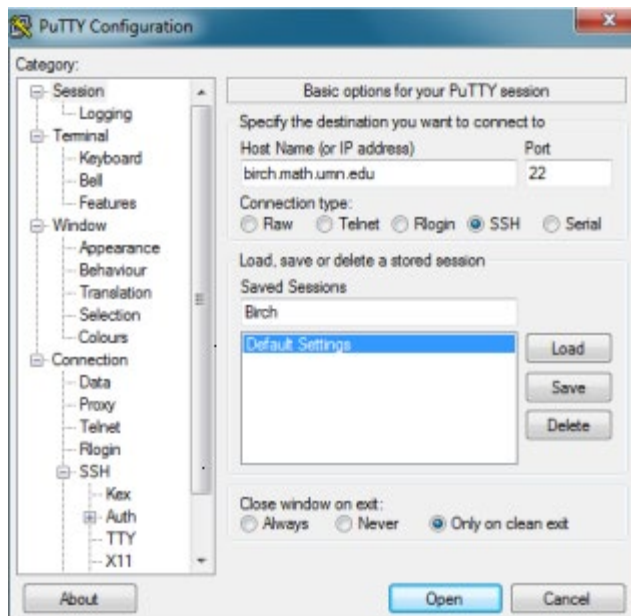 PuTTY Configuration
Category:
Session
Logging
Terminal
Keyboard
Bell
Features
Window
Appearance
Behaviour
Translation
Selection
Colours
Connection
Data
Proxy
Telnet
Rlogin
SSH
Kex
Auth
TTY
X11
Basic options for your PuTTY session
Specify the destination you want to connect to
Host Name (or IP address) Port
birch.math.umn.edu 22
Connection type:
Raw Telnet Rlogin SSH Serial
Load, save or delete a stored session
Saved Sessions
Birch
Default Settings
Load
Save
Delete
Close window on exit:
Always Never Only on clean exit
About Open Cancel